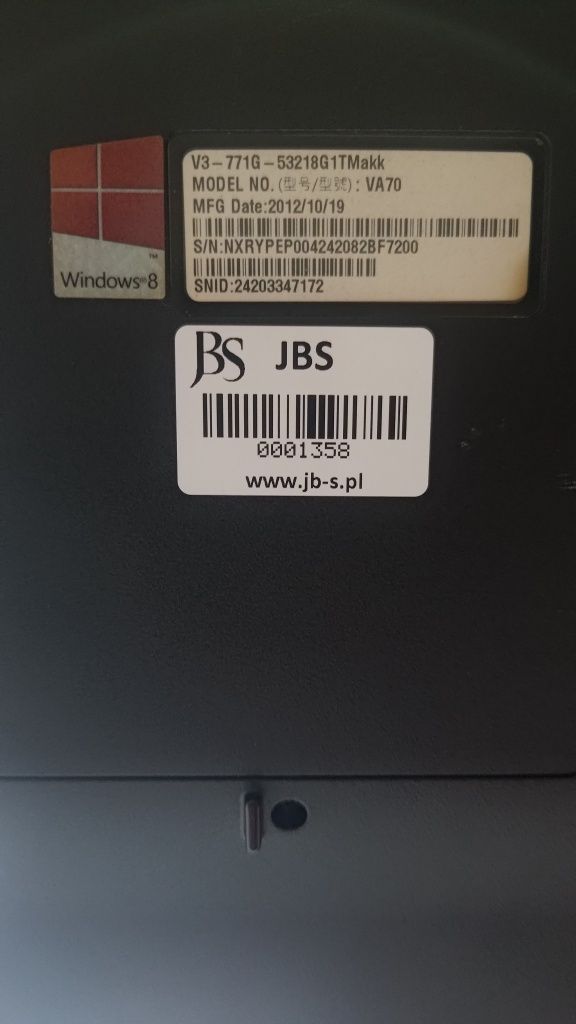 V3-771G-53218G1TMakk
MODEL NO.(型号/型號): VA70
MFG Date:2012/10/19
S/N:NXRYPEP004242082BF7200
SNID:24203347172
Windows®8
™
JBS JBS
0001358
www.jb-s.pl